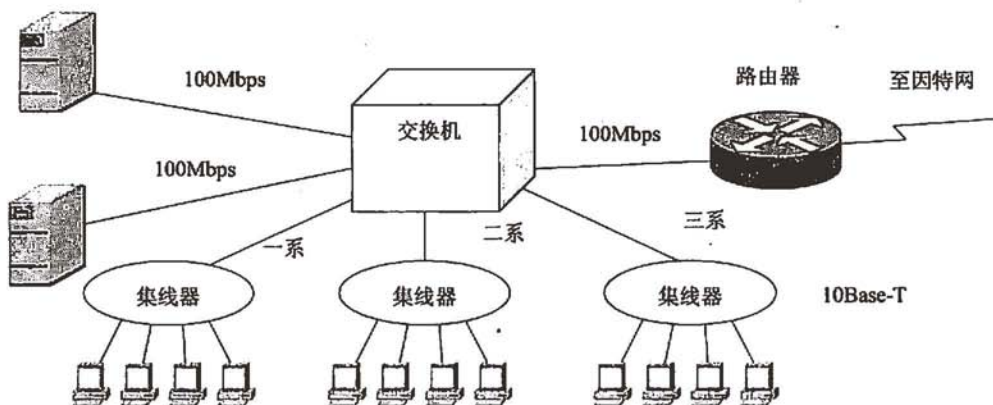 100Mbps
交换机
路由器
至因特网
100Mbps
100Mbps
一系
二系
三系
集线器
集线器
集线器
10Base-T